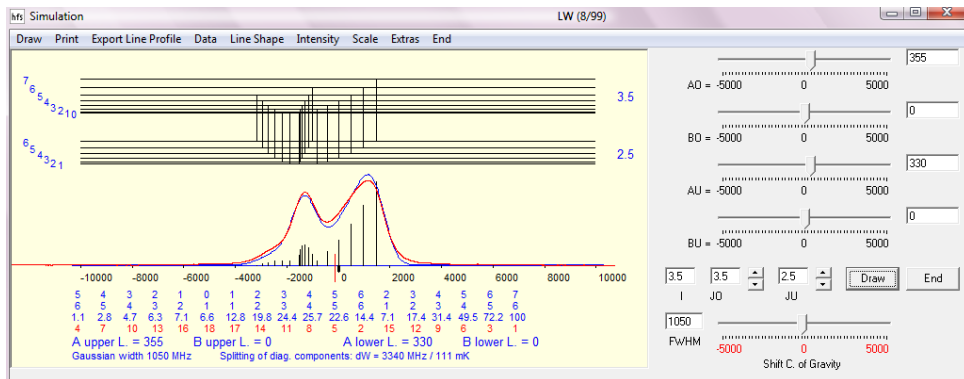 hfs Simulation LW (8/99)
Draw Print Export Line Profile Data Line Shape Intensity Scale Extras End
7 6 5 4 3 2 1 0 3.5
6 5 4 3 2 1 2.5
-10000 -8000 -6000 -4000 -2000 0 2000 4000 6000 8000 10000
5 4 3 2 1 0 1 2 3 4 5 6 2 3 4 5 6 7
6 5 4 3 2 1 1 2 3 4 5 6 1 2 3 4 5 6
1.1 2.8 4.7 6.3 7.1 6.6 12.8 19.8 24.4 25.7 22.6 14.4 7.1 17.4 31.4 49.5 72.2 100
4 7 10 13 16 18 17 14 11 8 5 2 15 12 9 6 3 1
A upper L. = 355 B upper L. = 0 A lower L. = 330 B lower L. = 0
Gaussian width 1050 MHz Splitting of diag. components: dW = 3340 MHz / 111 mK
355
AO = -5000 0 5000
0
BO = -5000 0 5000
330
AU = -5000 0 5000
0
BU = -5000 0 5000
3.5 3.5 2.5 Draw End
I JO JU
1050
FWHM -5000 0 5000
Shift C. of Gravity